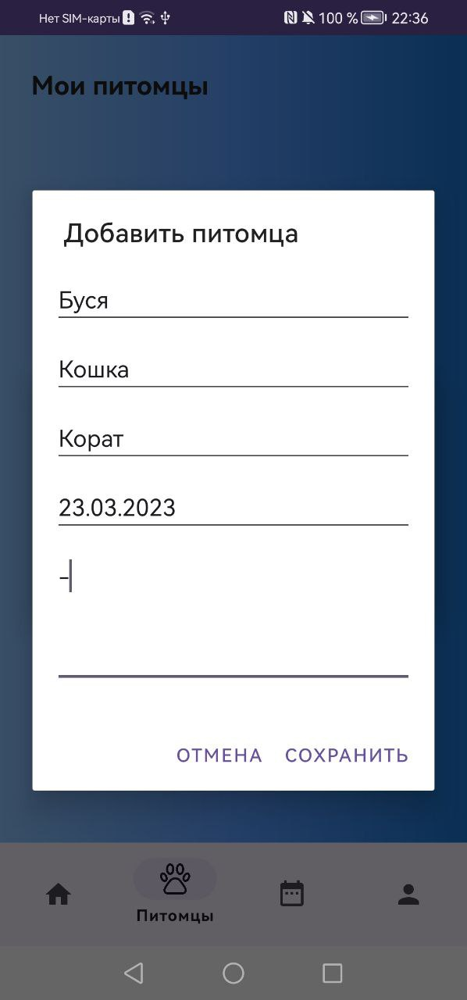 Нет SIM-карты 100 % 22:36
Мои питомцы
Добавить питомца
Буся
Кошка
Корат
23.03.2023
-
ОТМЕНА СОХРАНИТЬ
Питомцы